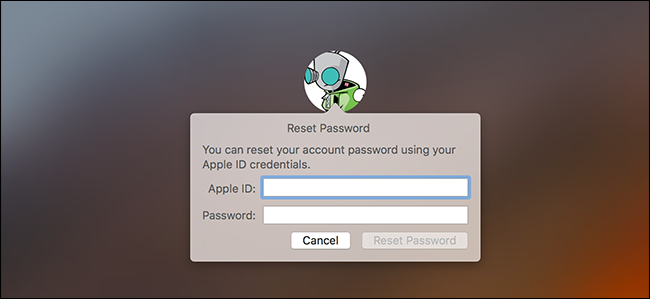 Reset Password
You can reset your account password using your
Apple ID credentials.
Apple ID:
Password:
Cancel Reset Password